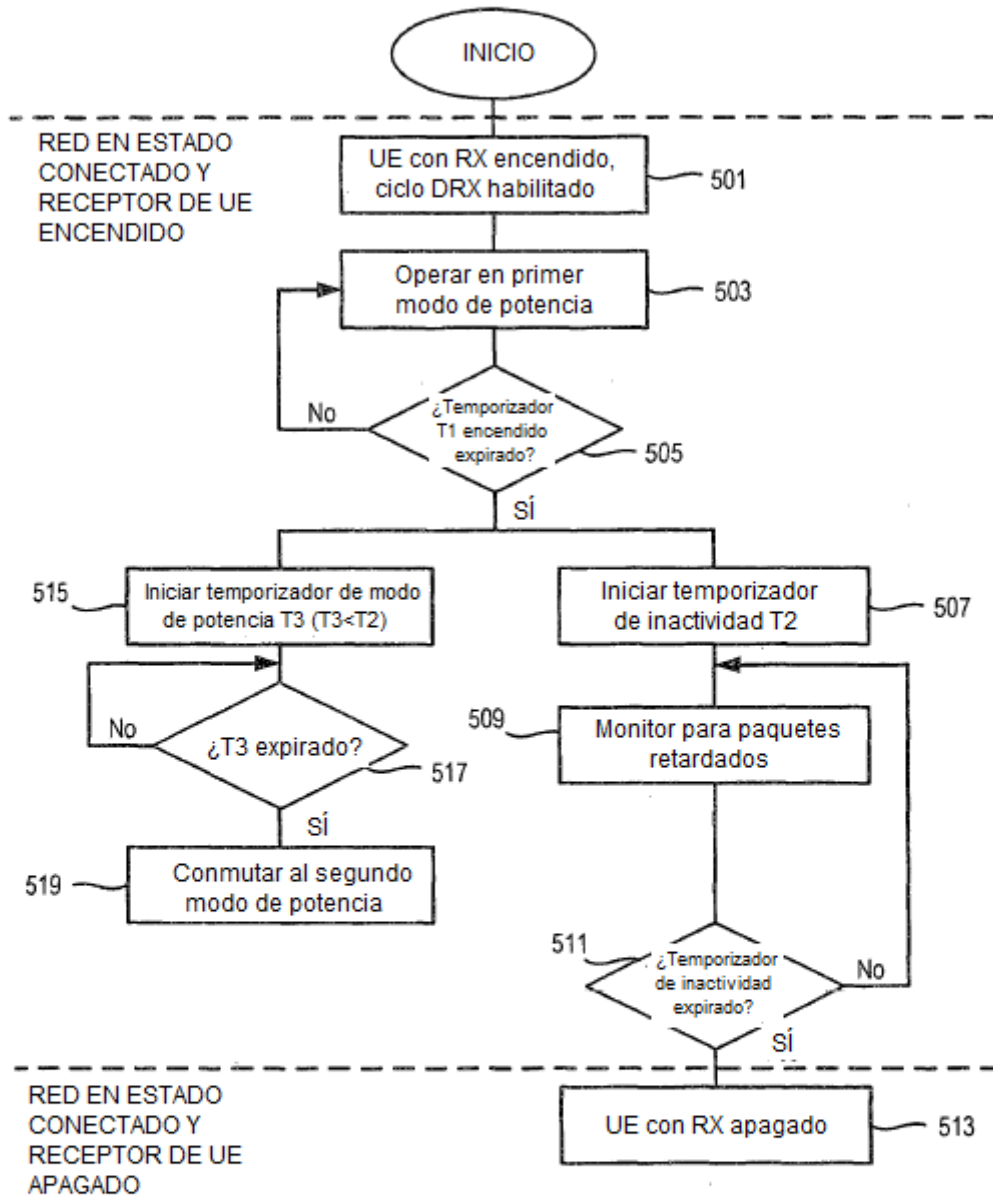 INICIO
RED EN ESTADO
CONECTADO Y
RECEPTOR DE UE
ENCENDIDO
UE con RX encendido,
ciclo DRX habilitado
501
Operar en primer
modo de potencia
503
No
¿Temporizador
T1 encendido
expirado?
505
SÍ
515
Iniciar temporizador de modo
de potencia T3 (T3<T2)
Iniciar temporizador
de inactividad T2
507
No
¿T3 expirado?
517
SÍ
519
Conmutar al segundo
modo de potencia
509
Monitor para paquetes
retardados
511
¿Temporizador
de inactividad
expirado?
No
SÍ
RED EN ESTADO
CONECTADO Y
RECEPTOR DE UE
APAGADO
UE con RX apagado
513